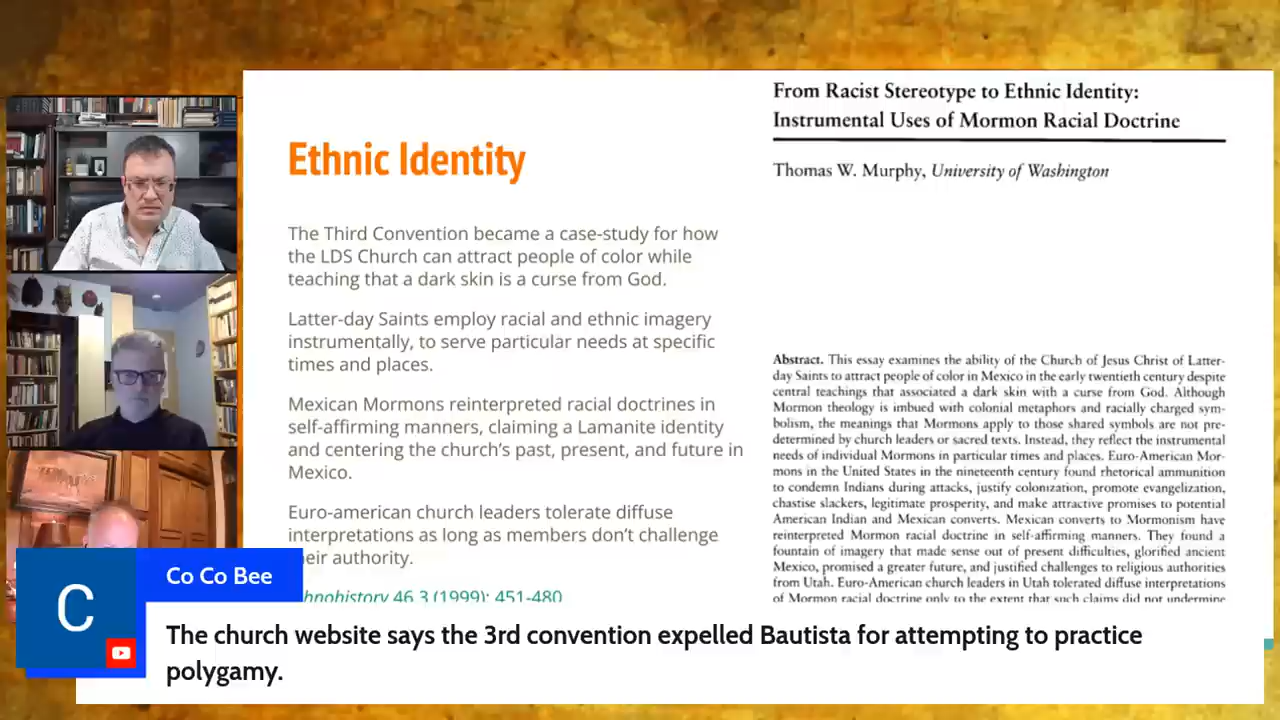 Ethnic Identity
The Third Convention became a case-study for how
the LDS Church can attract people of color while
teaching that a dark skin is a curse from God.
Latter-day Saints employ racial and ethnic imagery
instrumentally, to serve particular needs at specific
times and places.
Mexican Mormons reinterpreted racial doctrines in
self-affirming manners, claiming a Lamanite identity
and centering the church's past, present, and future in
Mexico.
Euro-american church leaders tolerate diffuse
interpretations as long as members don't challenge
heir authority.
hnohistory 46.3 (1999): 451-480
From Racist Stereotype to Ethnic Identity:
Instrumental Uses of Mormon Racial Doctrine
Thomas W. Murphy, University of Washington
Abstract. This essay examines the ability of the Church of Jesus Christ of Latter-
day Saints to attract people of color in Mexico in the early twentieth century despite
central teachings that associated a dark skin with a curse from God. Although
Mormon theology is imbued with colonial metaphors and racially charged sym-
bolism, the meanings that Mormons apply to those shared symbols are not pre-
determined by church leaders or sacred texts. Instead, they reflect the instrumental
needs of individual Mormons in particular times and places. Euro-American Mor-
mons in the United States in the nineteenth century found rhetorical ammunition
to condemn Indians during attacks, justify colonization, promote evangelization,
chastise slackers, legitimate prosperity, and make attractive promises to potential
American Indian and Mexican converts. Mexican converts to Mormonism have
reinterpreted Mormon racial doctrine in self-affirming manners. They found a
fountain of imagery that made sense out of present difficulties, glorified ancient
Mexico, promised a greater future, and justified challenges to religious authorities
from Utah. Euro-American church leaders in Utah tolerated diffuse interpretations
of Mormon racial doctrine only to the extent that such claims did not undermine
C
Co Co Bee
The church website says the 3rd convention expelled Bautista for attempting to practice
polygamy.